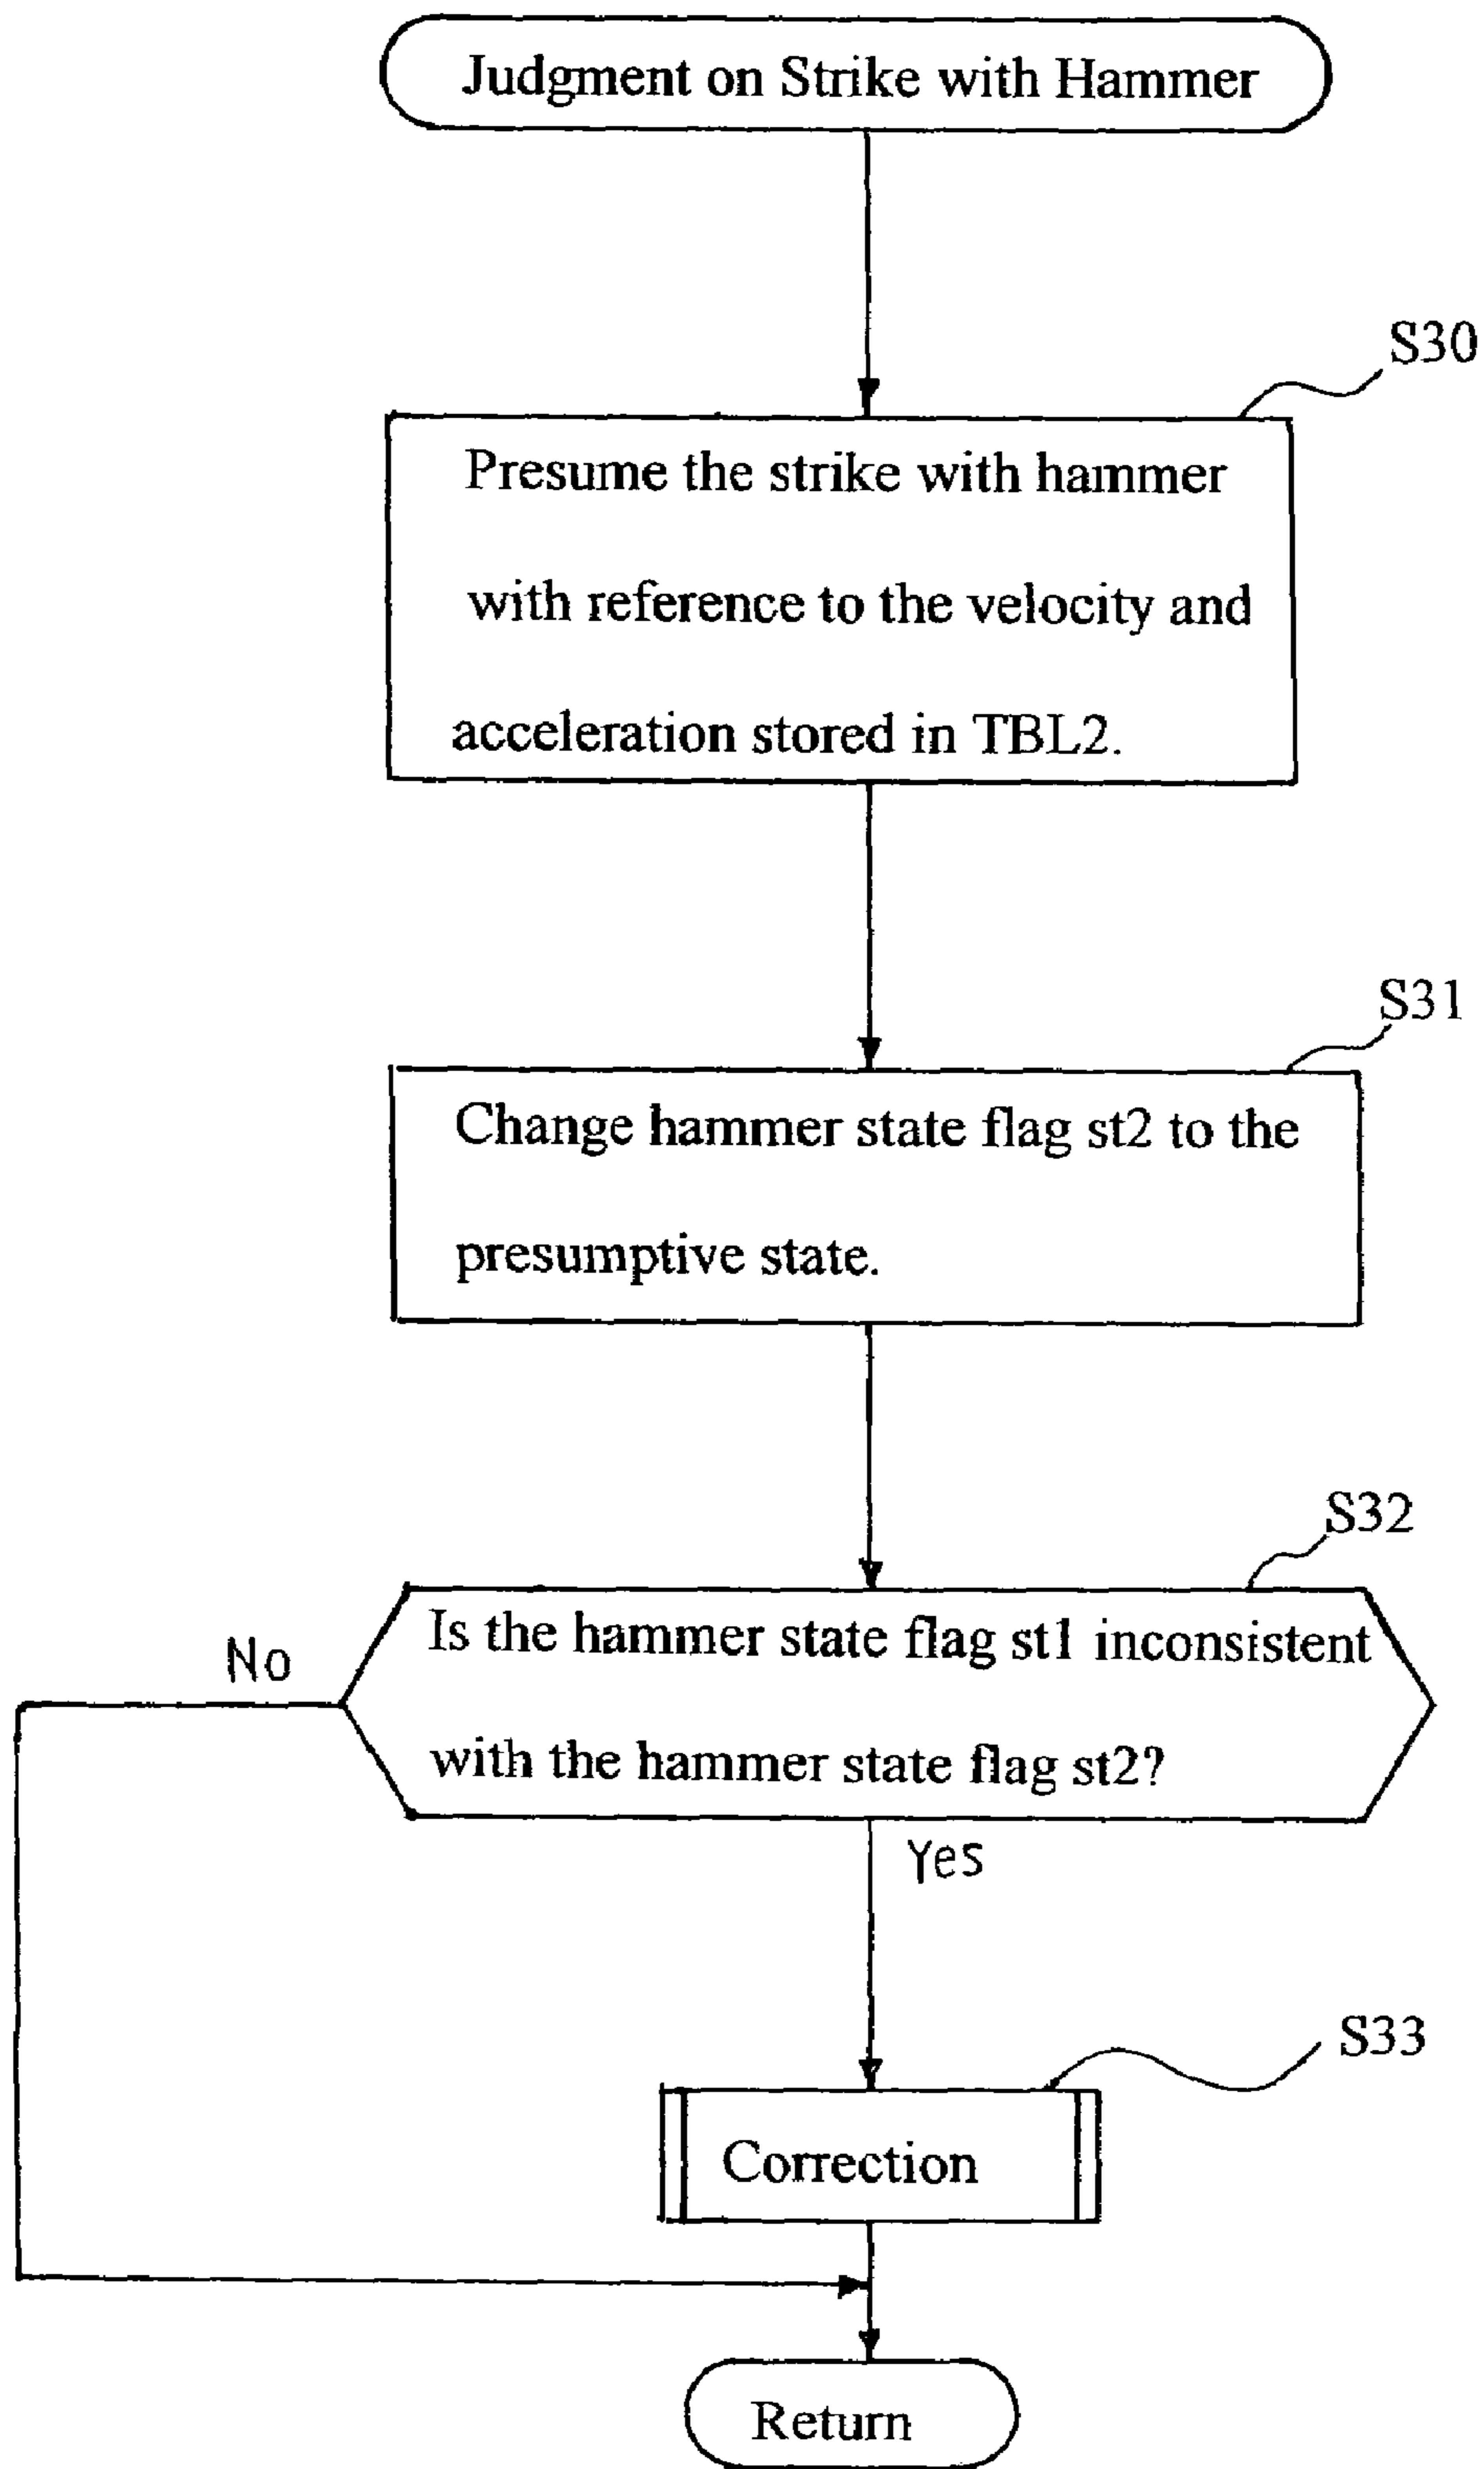 Judgment on Strike with Hammer
S30
Presume the strike with hammer
with reference to the velocity and
acceleration stored in TBL2.
S31
Change hammer state flag st2 to the
presumptive state.
S32
Is the hammer state flag st1 inconsistent
with the hammer state flag st2?
No
Yes
S33
Correction
Return